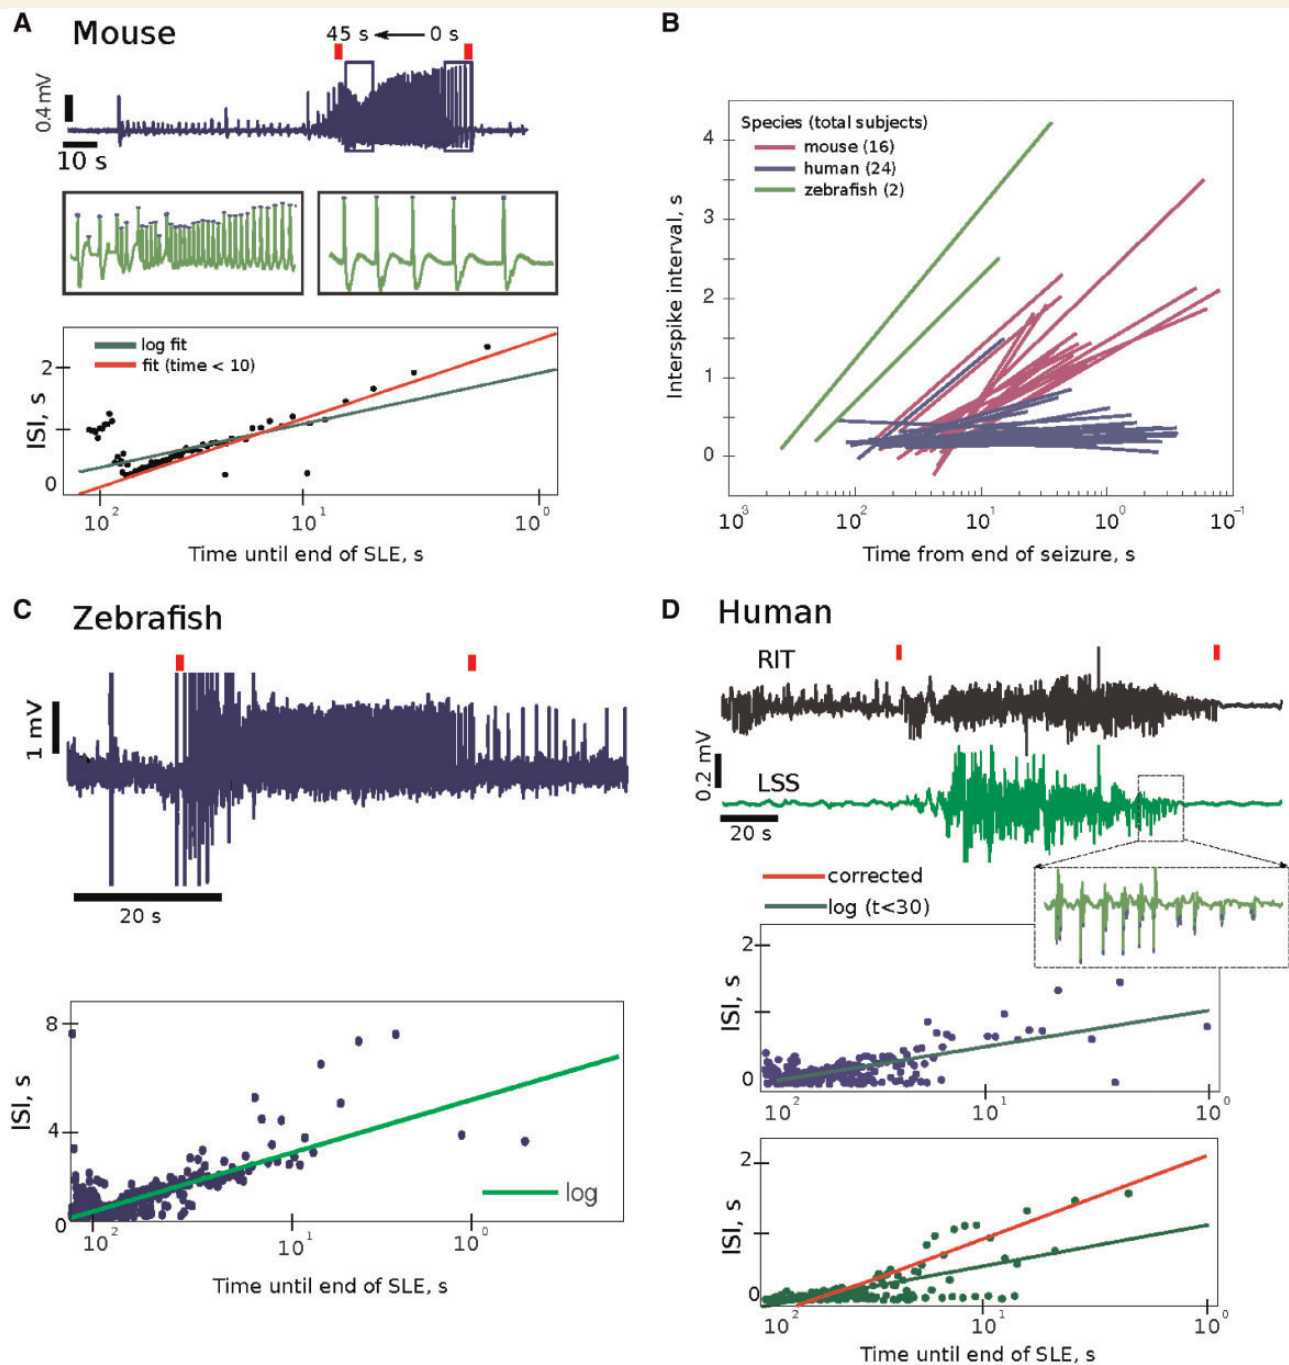 A
Mouse
45 s
0 s
0.4 mV
10 s
log fit
fit (time < 10)
2
1
0
ISI, s
10²
10¹
10⁰
Time until end of SLE, s
B
Species (total subjects)
mouse (16)
human (24)
zebrafish (2)
4
3
2
1
0
Interspike interval, s
10³
10²
10¹
10⁰
10⁻¹
Time from end of seizure, s
C
Zebrafish
1 mV
20 s
8
4
0
ISI, s
log
10²
10¹
10⁰
Time until end of SLE, s
D
Human
RIT
0.2 mV
LSS
20 s
corrected
log (t<30)
2
1
0
ISI, s
10²
10¹
10⁰
2
1
0
ISI, s
10²
10¹
10⁰
Time until end of SLE, s